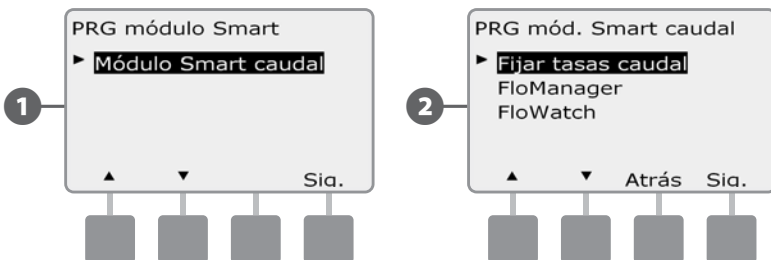 1
PRG módulo Smart
► Módulo Smart caudal
▲ ▼ Sig.
2
PRG mód. Smart caudal
► Fijar tasas caudal
FloManager
FloWatch
▲ ▼ Atrás Sig.